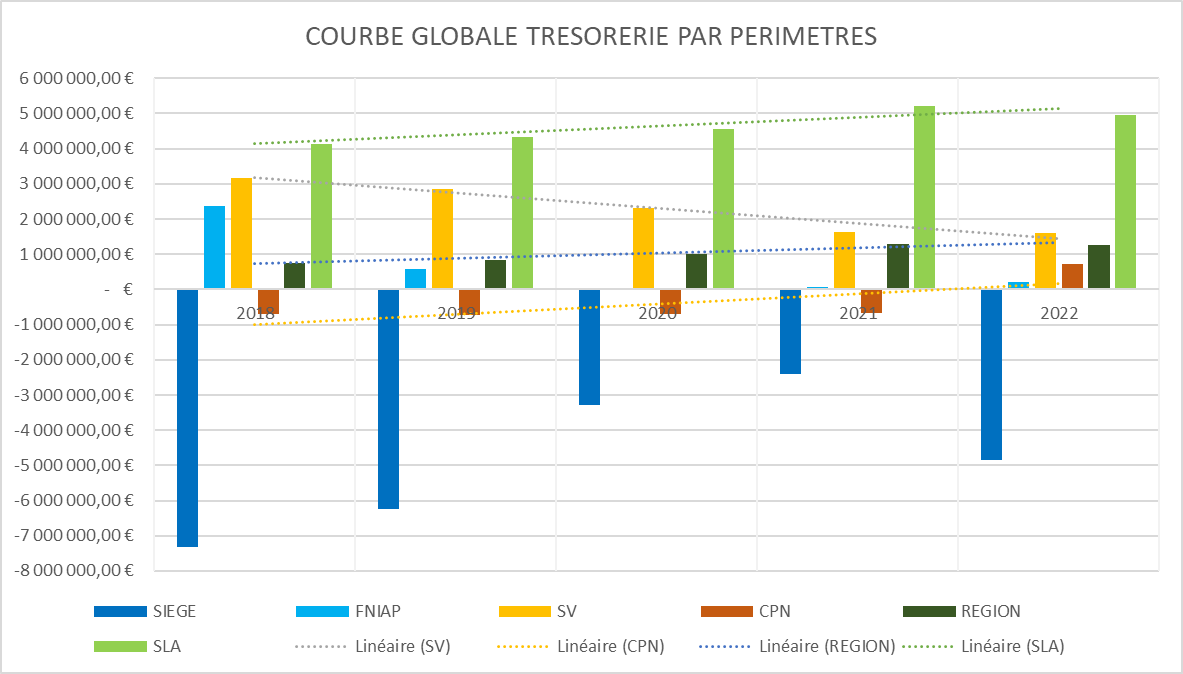 COURBE GLOBALE TRESORERIE PAR PERIMETRES
6 000 000,00 €
5 000 000,00 €
4 000 000,00 €
3 000 000,00 €
2 000 000,00 €
1 000 000,00 €
- €
-1 000 000,00 €
-2 000 000,00 €
-3 000 000,00 €
-4 000 000,00 €
-5 000 000,00 €
-6 000 000,00 €
-7 000 000,00 €
-8 000 000,00 €
2018 2019 2020 2021 2022
SIEGE FNIAP SV CPN REGION
SLA Linéaire (SV) Linéaire (CPN) Linéaire (REGION) Linéaire (SLA)